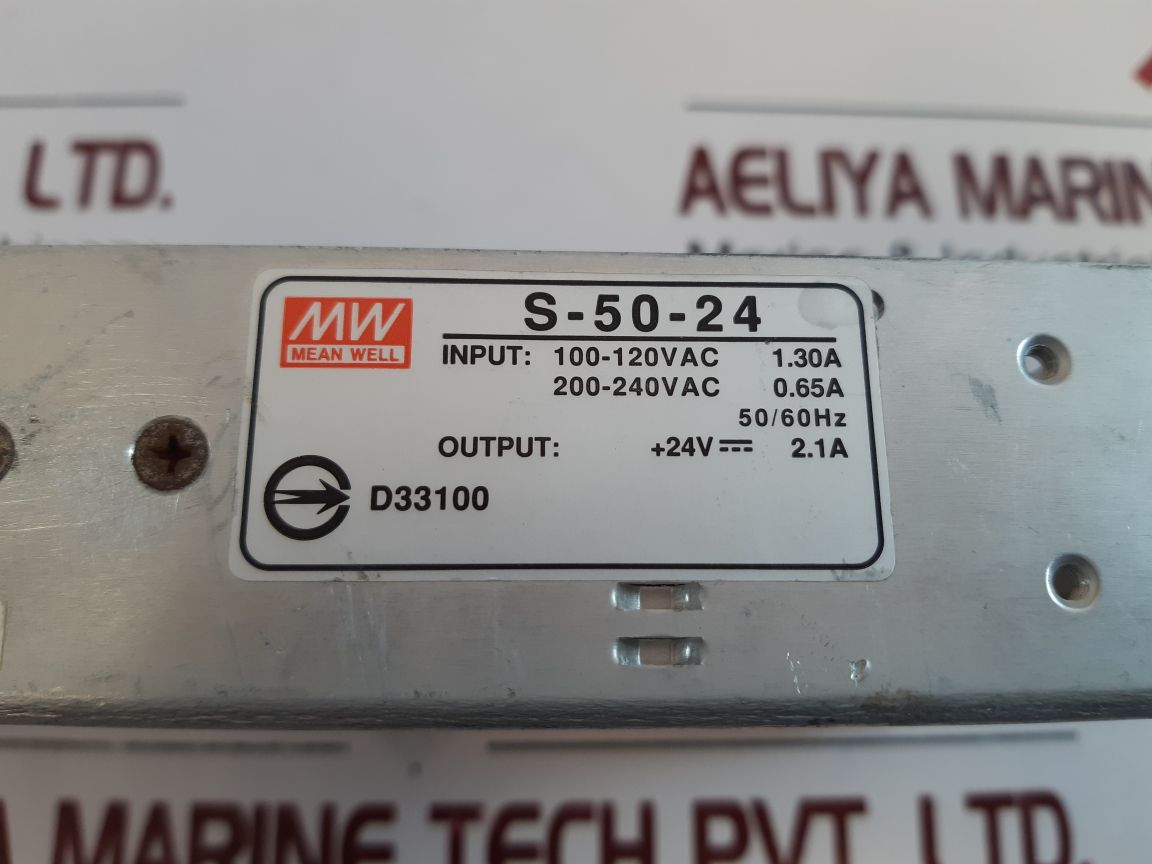 LTD.
AELIYA MARIN
MW
MEAN WELL
S-50-24
INPUT: 100-120VAC 1.30A
200-240VAC 0.65A
50/60Hz
OUTPUT: +24V⎓ 2.1A
D33100
A MARINE TECH PVT. LTD.